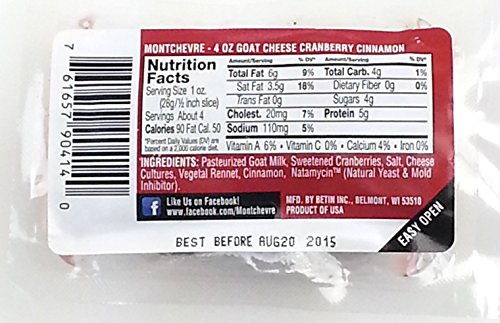 MONTCHEVRE - 4 OZ GOAT CHEESE CRANBERRY CINNAMON
Nutrition
Facts
Serving Size 1 oz.
(28g/½ inch slice)
Servings About 4
Calories 90 Fat Cal. 50
*Percent Daily Values (DV) are
based on a 2,000 calorie diet.
Amount/Serving % DV* Amount/Serving % DV*
Total Fat 6g 9% Total Carb. 4g 1%
Sat Fat 3.5g 18% Dietary Fiber 0g 0%
Trans Fat 0g Sugars 4g
Cholest. 20mg 7% Protein 5g
Sodium 110mg 5%
Vitamin A 6% • Vitamin C 0% • Calcium 4% • Iron 0%
INGREDIENTS: Pasteurized Goat Milk, Sweetened Cranberries, Salt, Cheese
Cultures, Vegetal Rennet, Cinnamon, Natamycin™ (Natural Yeast & Mold
Inhibitor).
f
Like Us on Facebook!
www.facebook.com/Montchevre
MFD. BY BETIN INC., BELMONT, WI 53510
PRODUCT OF USA
EASY OPEN
BEST BEFORE AUG20 2015
7 61657 90414 0